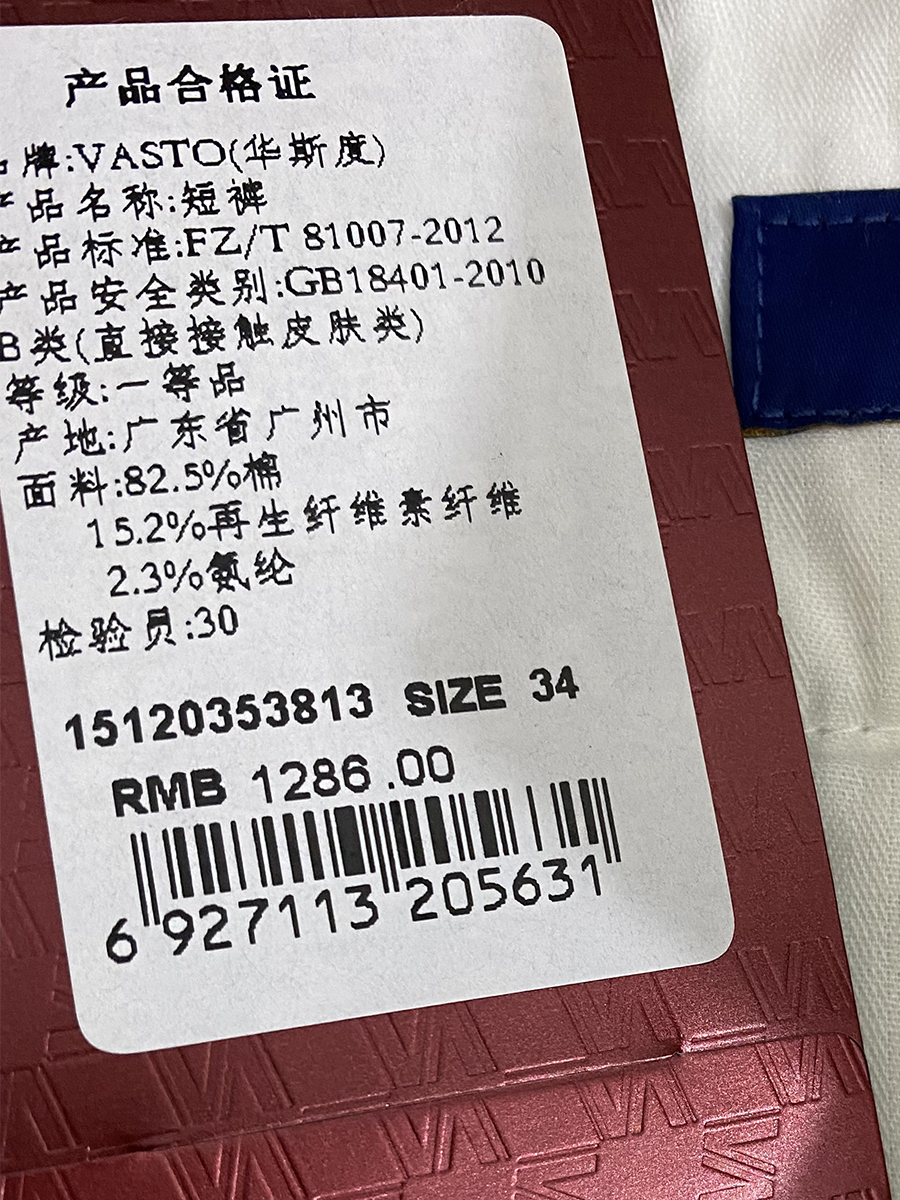 产品合格证
品牌:VASTO(华斯度)
产品名称:短裤
产品标准:FZ/T 81007-2012
产品安全类别:GB18401-2010
B类(直接接触皮肤类)
等级:一等品
产地:广东省广州市
面料:82.5%棉
15.2%再生纤维素纤维
2.3%氨纶
检验员:30
15120353813 SIZE 34
RMB 1286.00
6 927113 205631